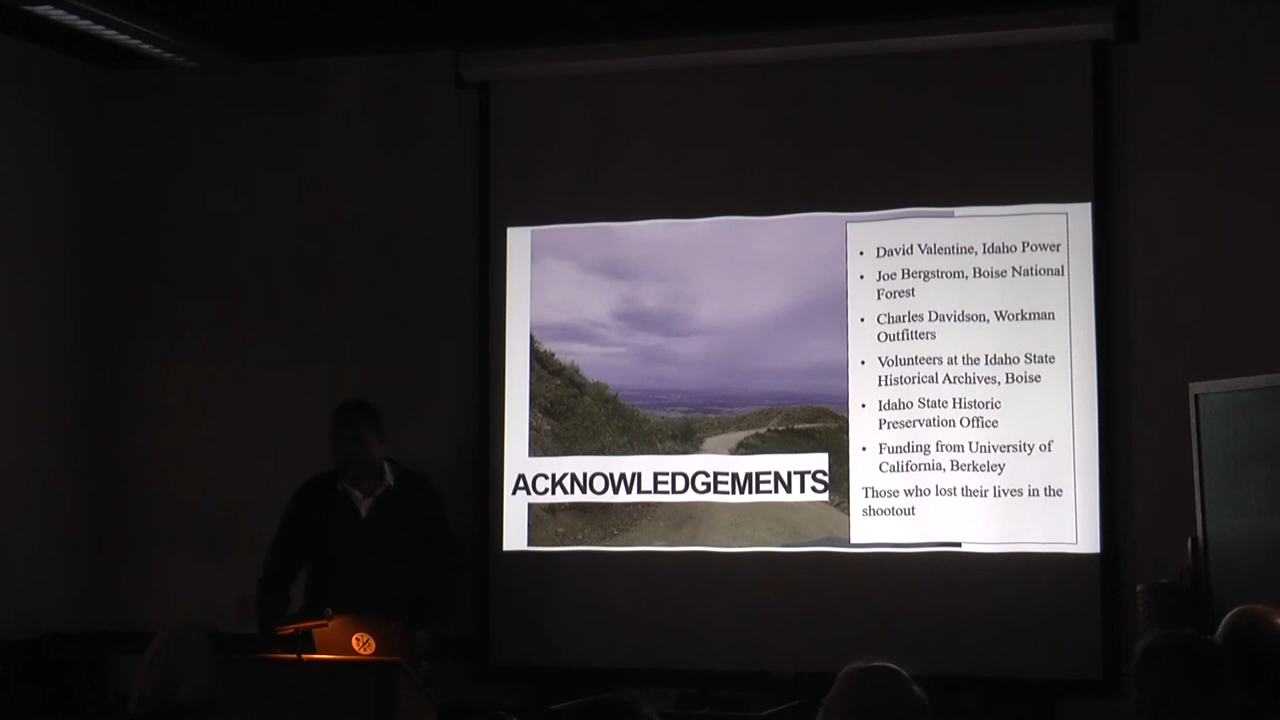 ACKNOWLEDGEMENTS
• David Valentine, Idaho Power
• Joe Bergstrom, Boise National
Forest
• Charles Davidson, Workman
Outfitters
• Volunteers at the Idaho State
Historical Archives, Boise
• Idaho State Historic
Preservation Office
• Funding from University of
California, Berkeley
Those who lost their lives in the
shootout